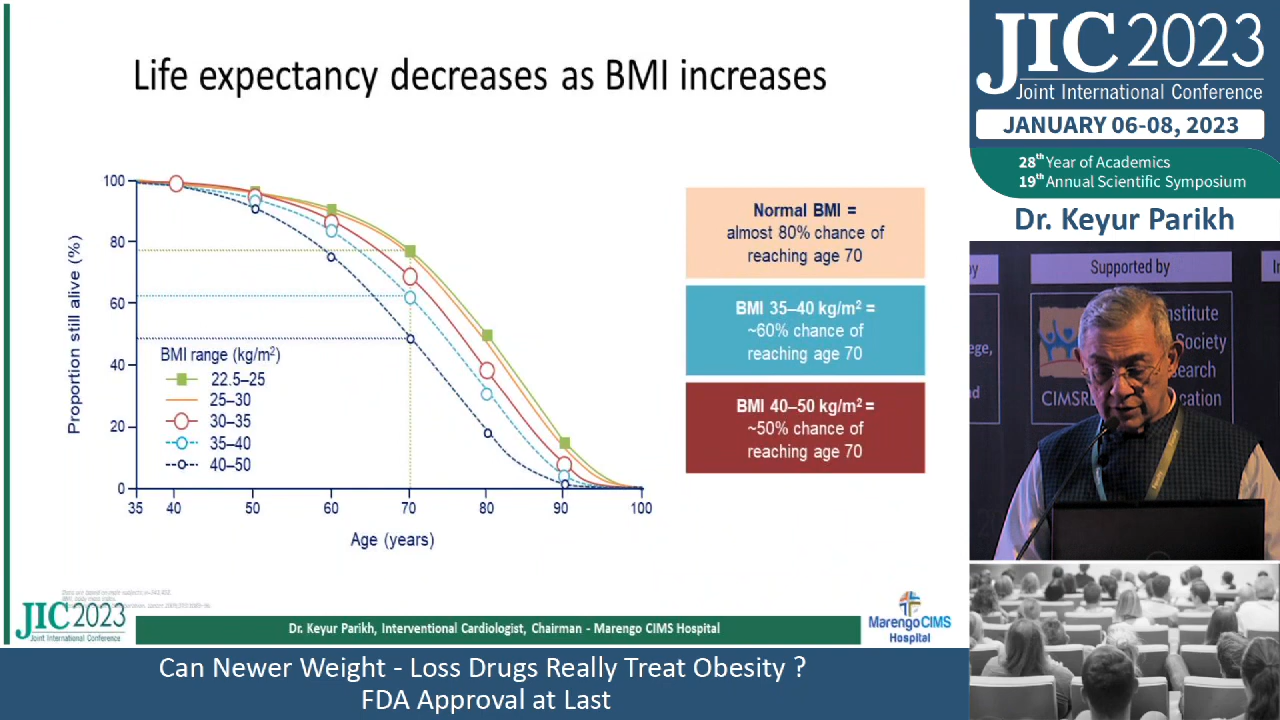 Life expectancy decreases as BMI increases
100
80
60
40
20
0
Proportion still alive (%)
BMI range (kg/m²)
22.5–25
25–30
30–35
35–40
40–50
35 40 50 60 70 80 90 100
Age (years)
Normal BMI =
almost 80% chance of
reaching age 70
BMI 35–40 kg/m² =
~60% chance of
reaching age 70
BMI 40–50 kg/m² =
~50% chance of
reaching age 70
JIC 2023
Joint International Conference
Dr. Keyur Parikh, Interventional Cardiologist, Chairman - Marengo CIMS Hospital
Marengo CIMS
Hospital
Can Newer Weight - Loss Drugs Really Treat Obesity ?
FDA Approval at Last
JIC 2023
Joint International Conference
JANUARY 06-08, 2023
28th Year of Academics
19th Annual Scientific Symposium
Dr. Keyur Parikh
by
Supported by
Society